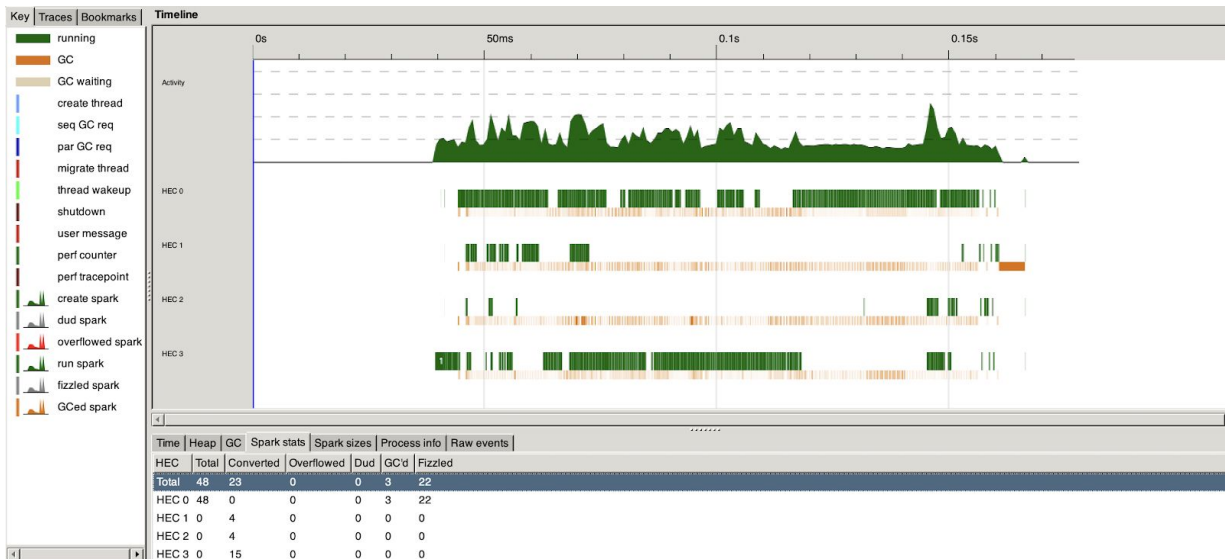 Key Traces Bookmarks
running
GC
GC waiting
create thread
seq GC req
par GC req
migrate thread
thread wakeup
shutdown
user message
perf counter
perf tracepoint
create spark
dud spark
overflowed spark
run spark
fizzled spark
GCed spark
Timeline
0s 50ms 0.1s 0.15s
Activity
HEC 0
HEC 1
HEC 2
HEC 3
1
Time Heap GC Spark stats Spark sizes Process info Raw events
HEC Total Converted Overflowed Dud GC'd Fizzled
Total 48 23 0 0 3 22
HEC 0 48 0 0 0 3 22
HEC 1 0 4 0 0 0 0
HEC 2 0 4 0 0 0 0
HEC 3 0 15 0 0 0 0